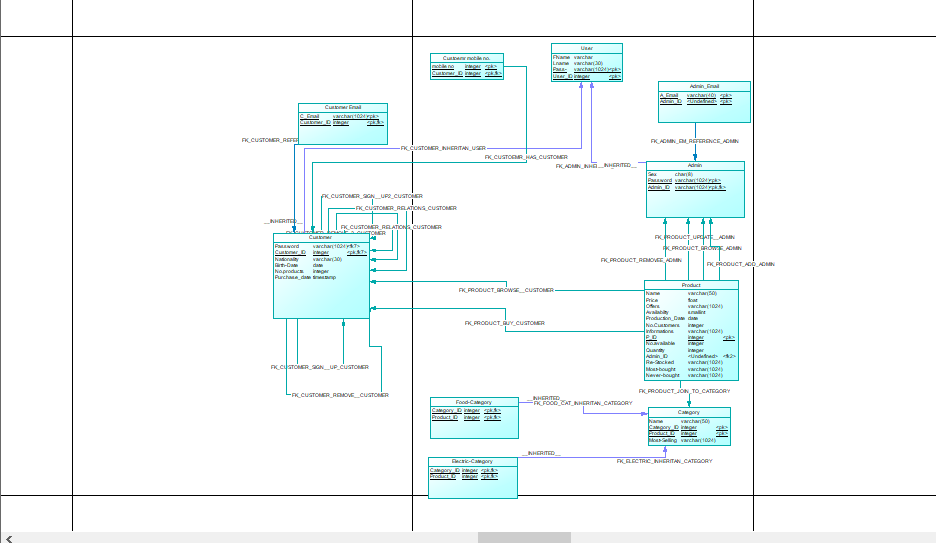 User
FName varchar
Lname varchar(30)
Pass- varchar(1024)<pk>
User_ID integer <pk>
Customr mobile no.
mobile no integer <pk>
Customer_ID integer <pk,fk>
Admin_Email
A_Email varchar(40) <pk>
Admin_ID <Undefined> <pk>
Customer Email
C_Email varchar(1024)<pk>
Customer_ID integer <pk,fk>
FK_CUSTOMER_REFER
FK_CUSTOMER_INHERITAN_USER
FK_CUSTOEMR_HAS_CUSTOMER
FK_ADMIN_EM_REFERENCE_ADMIN
FK_ADMIN_INHE
__INHERITED__
Admin
Sex char(8)
Password varchar(1024)<pk>
Admin_ID varchar(1024)<pk,fk>
FK_CUSTOMER_SIGN__UP2_CUSTOMER
FK_CUSTOMER_RELATIONS_CUSTOMER
__INHERITED__
FK_CUSTOMER_RELATIONS_CUSTOMER
Customer
Password varchar(1024)<fk7>
Customer_ID integer <pk,fk?>
Nationality varchar(30)
Birth-Date date
No.products integer
Purchase_date timestamp
FK_PRODUCT_UPDATE__ADMIN
FK_PRODUCT_BROWSE_ADMIN
FK_PRODUCT_REMOVEE_ADMIN
FK_PRODUCT_ADD_ADMIN
FK_PRODUCT_BROWSE__CUSTOMER
FK_PRODUCT_BUY_CUSTOMER
Product
Name varchar(50)
Price float
Offers varchar(1024)
Availability smallint
Production_Date date
No.Customers integer
Informations varchar(1024)
P_ID integer <pk>
No.available integer
Quantity integer
Admin_ID <Undefined> <fk2>
Re-Stocked varchar(1024)
Most-bought varchar(1024)
Never-bought varchar(1024)
FK_CUSTOMER_SIGN__UP_CUSTOMER
FK_CUSTOMER_REMOVE__CUSTOMER
FK_PRODUCT_JOIN_TO_CATEGORY
Food-Category
Category_ID integer <pk,fk>
Product_ID integer <pk,fk>
__INHERITED__
FK_FOOD_CAT_INHERITAN_CATEGORY
Category
Name varchar(50)
Category_ID integer <pk>
Product_ID integer <pk>
Most-Selling varchar(1024)
__INHERITED__
FK_ELECTRIC_INHERITAN_CATEGORY
Electric-Category
Category_ID integer <pk,fk>
Product_ID integer <pk,fk>